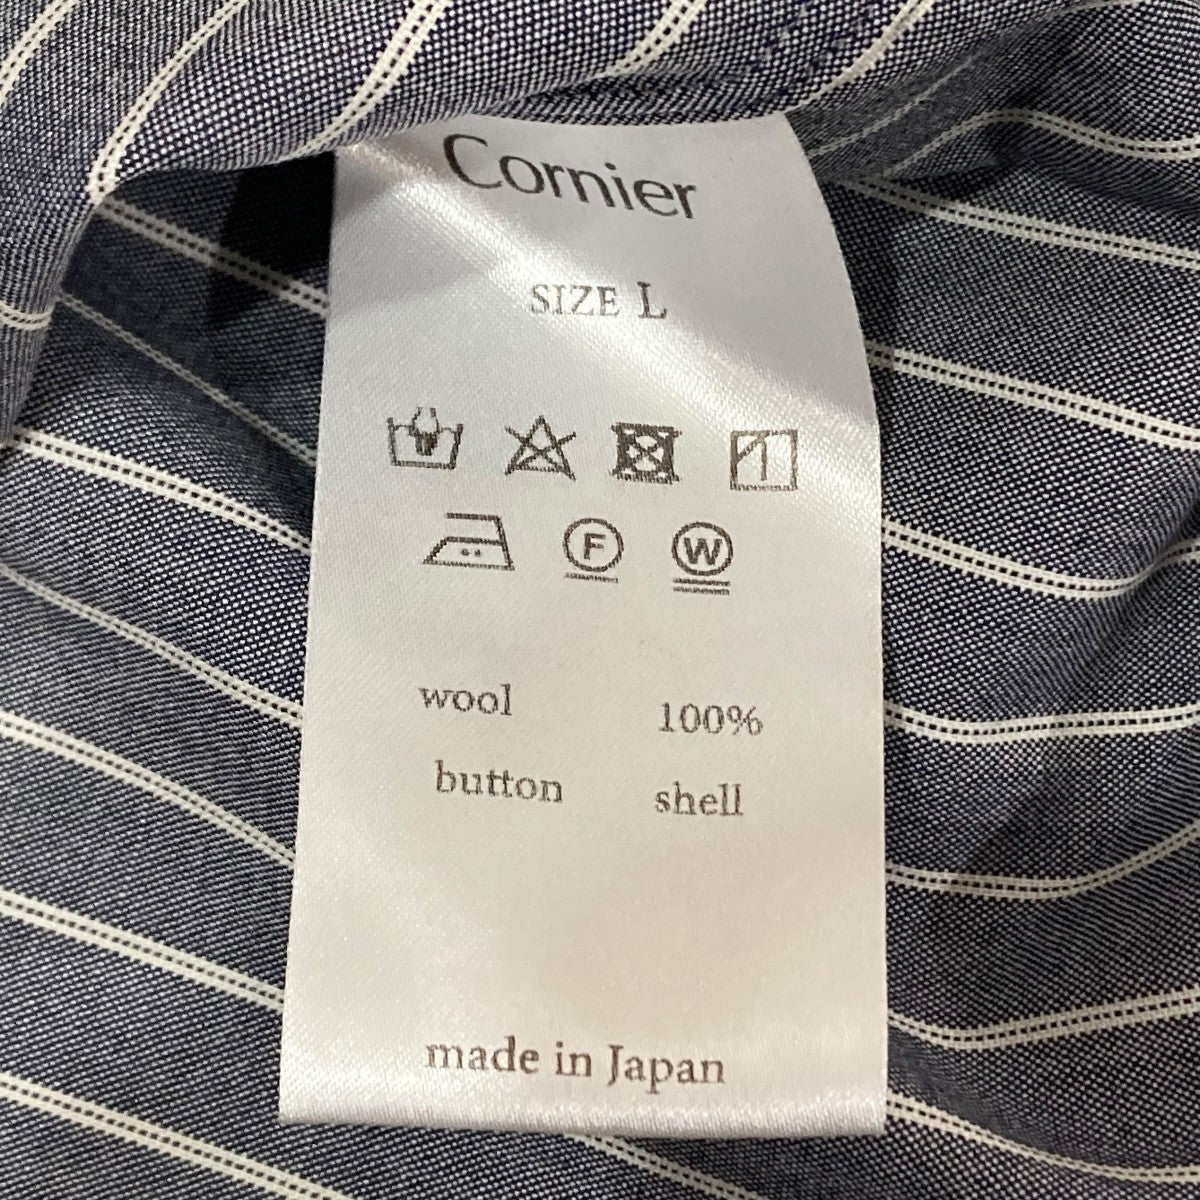 Cornier
SIZE L
F W
wool 100%
button shell
made in Japan